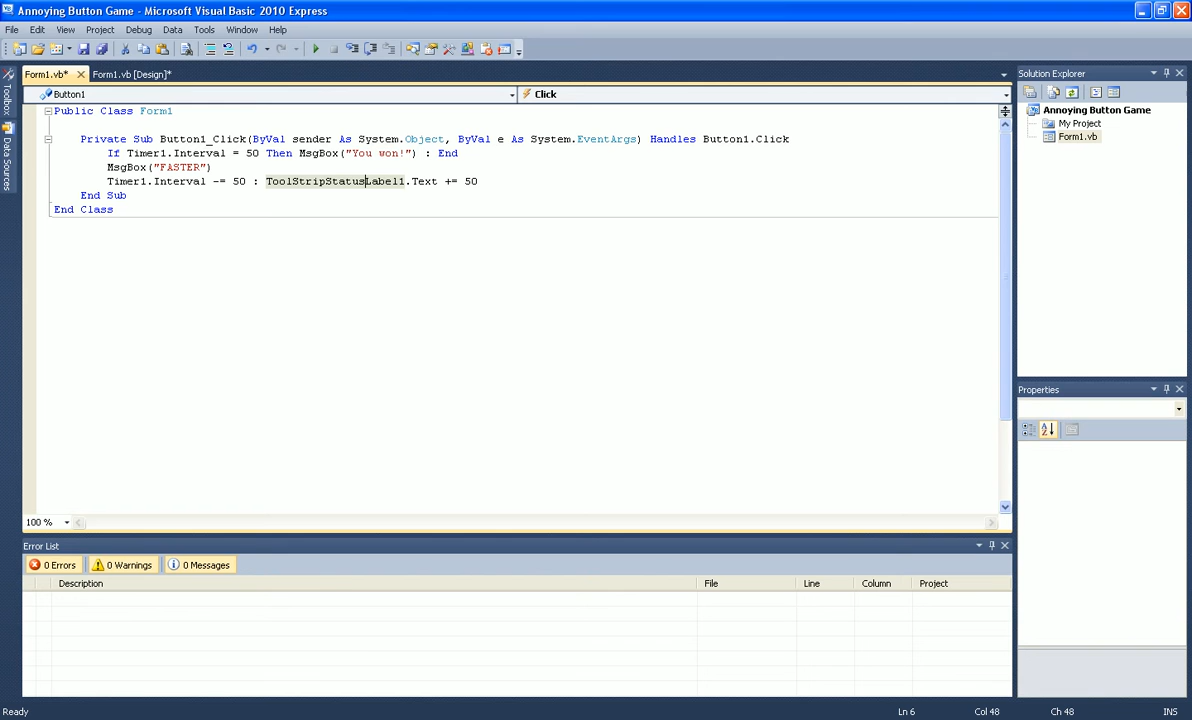 Annoying Button Game - Microsoft Visual Basic 2010 Express
File Edit View Project Debug Data Tools Window Help
Form1.vb* Form1.vb [Design]*
Toolbox
Data Sources
Button1 Click
Public Class Form1
Private Sub Button1_Click(ByVal sender As System.Object, ByVal e As System.EventArgs) Handles Button1.Click
If Timer1.Interval = 50 Then MsgBox("You won!") : End
MsgBox("FASTER")
Timer1.Interval -= 50 : ToolStripStatusLabel1.Text += 50
End Sub
End Class
100 %
Solution Explorer
Annoying Button Game
My Project
Form1.vb
Properties
Error List
0 Errors 0 Warnings 0 Messages
Description File Line Column Project
Ready Ln 6 Col 48 Ch 48 INS